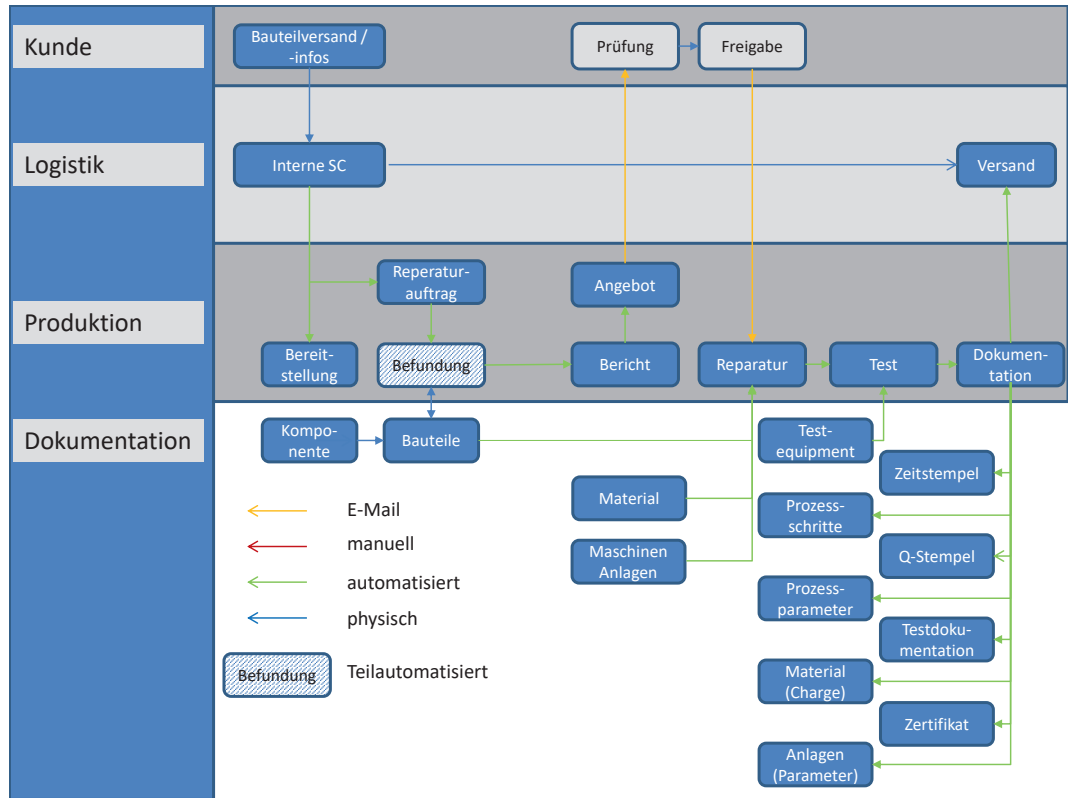 Kunde
Bauteilversand /
-infos
Prüfung
Freigabe
Logistik
Interne SC
Versand
Produktion
Reperatur-
auftrag
Angebot
Bereit-
stellung
Befundung
Bericht
Reparatur
Test
Dokumen-
tation
Dokumentation
Kompo-
nente
Bauteile
Test-
equipment
Zeitstempel
Material
Prozess-
schritte
Maschinen
Anlagen
Q-Stempel
Prozess-
parameter
Testdoku-
mentation
Material
(Charge)
Zertifikat
Anlagen
(Parameter)
E-Mail
manuell
automatisiert
physisch
Befundung
Teilautomatisiert